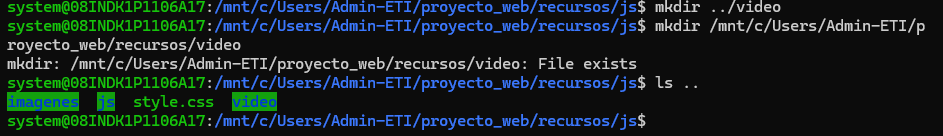 system@08INDK1P1106A17:/mnt/c/Users/Admin-ETI/proyecto_web/recursos/js$ mkdir ../video
system@08INDK1P1106A17:/mnt/c/Users/Admin-ETI/proyecto_web/recursos/js$ mkdir /mnt/c/Users/Admin-ETI/p
royecto_web/recursos/video
mkdir: /mnt/c/Users/Admin-ETI/proyecto_web/recursos/video: File exists
system@08INDK1P1106A17:/mnt/c/Users/Admin-ETI/proyecto_web/recursos/js$ ls ..
imagenes  js  style.css  video
system@08INDK1P1106A17:/mnt/c/Users/Admin-ETI/proyecto_web/recursos/js$